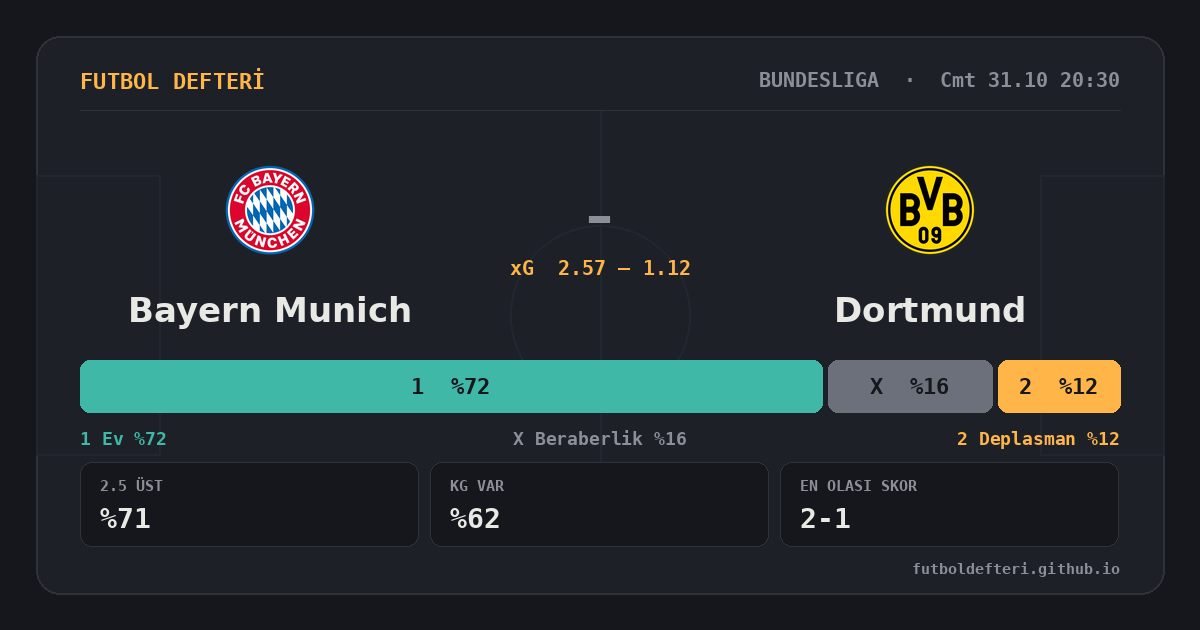 FUTBOL DEFTERİ
BUNDESLIGA · Cmt 31.10 20:30
FC BAYERN MÜNCHEN
BVB 09
–
xG 2.57 – 1.12
Bayern Munich
Dortmund
1 %72
X %16
2 %12
1 Ev %72
X Beraberlik %16
2 Deplasman %12
2.5 ÜST
%71
KG VAR
%62
EN OLASI SKOR
2-1
futboldefteri.github.io